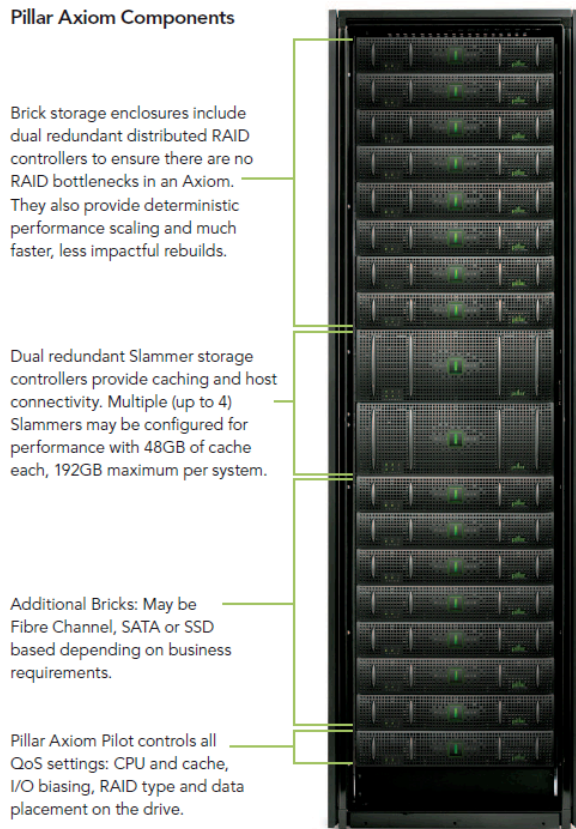 Pillar Axiom Components
Brick storage enclosures include
dual redundant distributed RAID
controllers to ensure there are no
RAID bottlenecks in an Axiom.
They also provide deterministic
performance scaling and much
faster, less impactful rebuilds.
Dual redundant Slammer storage
controllers provide caching and host
connectivity. Multiple (up to 4)
Slammers may be configured for
performance with 48GB of cache
each, 192GB maximum per system.
Additional Bricks: May be
Fibre Channel, SATA or SSD
based depending on business
requirements.
Pillar Axiom Pilot controls all
QoS settings: CPU and cache,
I/O biasing, RAID type and data
placement on the drive.